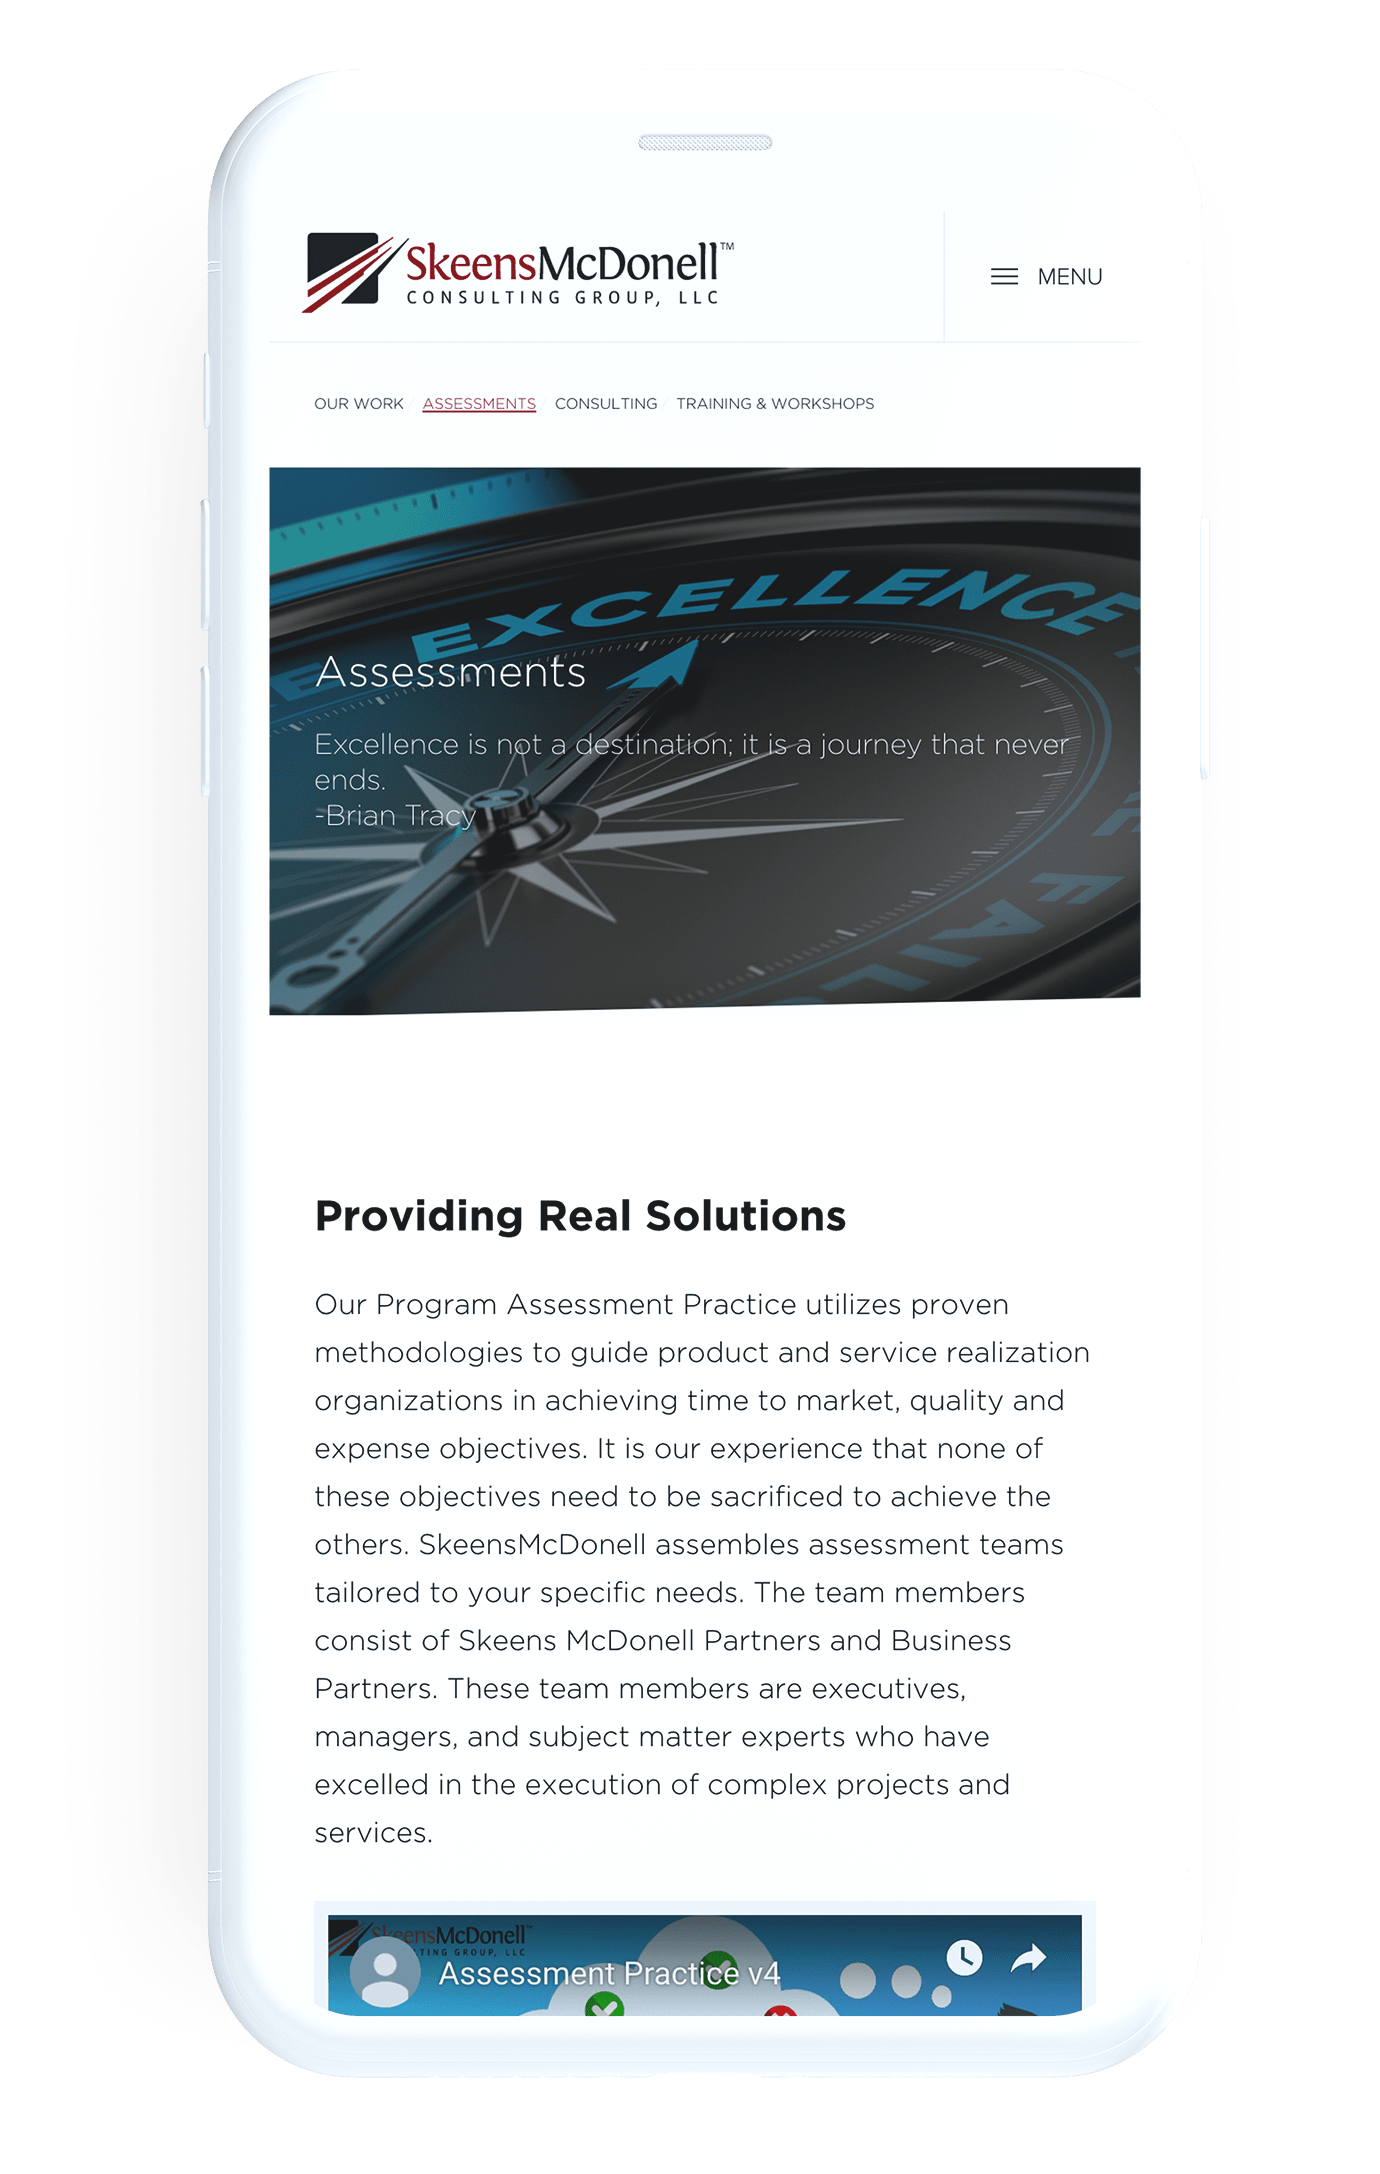 SkeensMcDonell™
CONSULTING GROUP, LLC
MENU
OUR WORK / ASSESSMENTS / CONSULTING / TRAINING & WORKSHOPS
EXCELLENCE
Assessments
Excellence is not a destination; it is a journey that never
ends.
-Brian Tracy
FAIL
Providing Real Solutions
Our Program Assessment Practice utilizes proven
methodologies to guide product and service realization
organizations in achieving time to market, quality and
expense objectives. It is our experience that none of
these objectives need to be sacrificed to achieve the
others. SkeensMcDonell assembles assessment teams
tailored to your specific needs. The team members
consist of Skeens McDonell Partners and Business
Partners. These team members are executives,
managers, and subject matter experts who have
excelled in the execution of complex projects and
services.
SkeensMcDonell™
TING GROUP, LLC
Assessment Practice v4